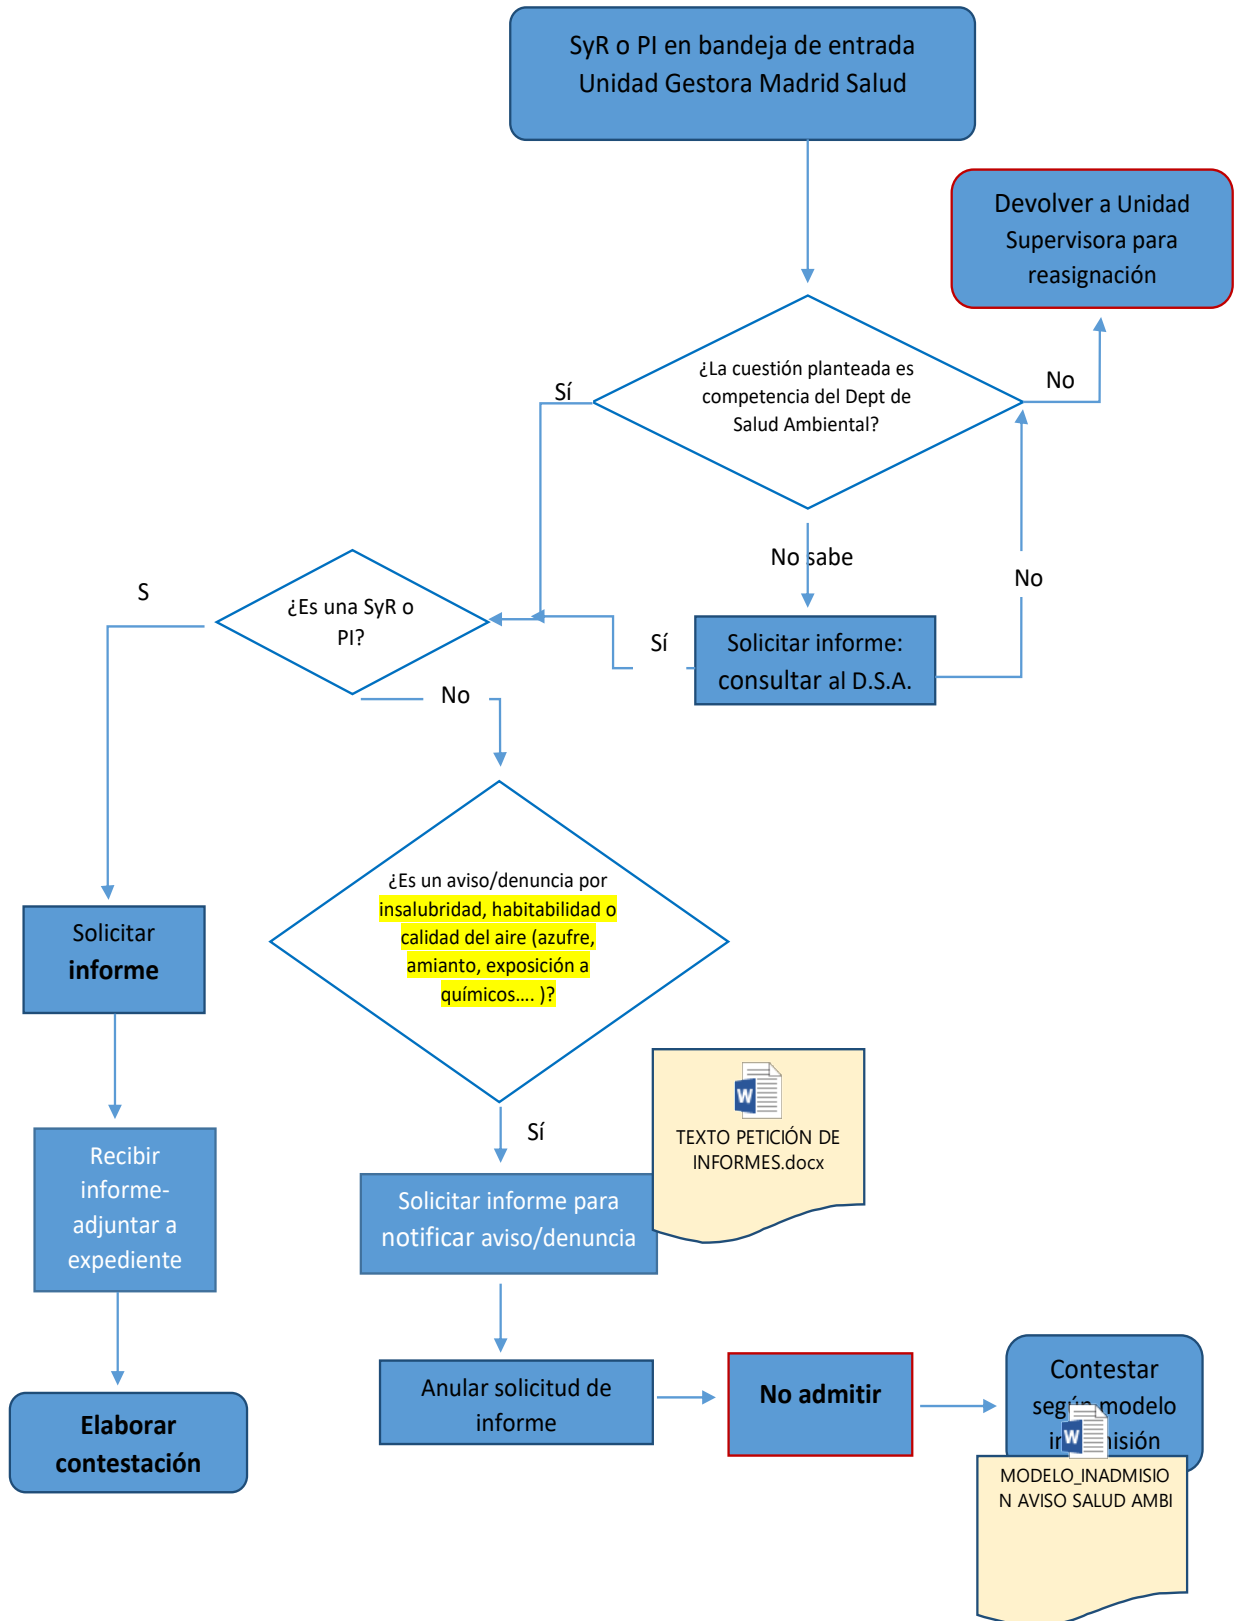 SyR o PI en bandeja de entrada
Unidad Gestora Madrid Salud
Devolver a Unidad
Supervisora para
reasignación
¿La cuestión planteada es
competencia del Dept de
Salud Ambiental?
Sí
No
No sabe
No
S
¿Es una SyR o
PI?
Sí
Solicitar informe:
consultar al D.S.A.
No
¿Es un aviso/denuncia por
insalubridad, habitabilidad o
calidad del aire (azufre,
amianto, exposición a
químicos.... )?
Solicitar
informe
Sí
TEXTO PETICIÓN DE
INFORMES.docx
Recibir
informe-
adjuntar a
expediente
Solicitar informe para
notificar aviso/denuncia
Anular solicitud de
informe
No admitir
Contestar
según modelo
Elaborar
contestación
MODELO_INADMISIO
N AVISO SALUD AMBI